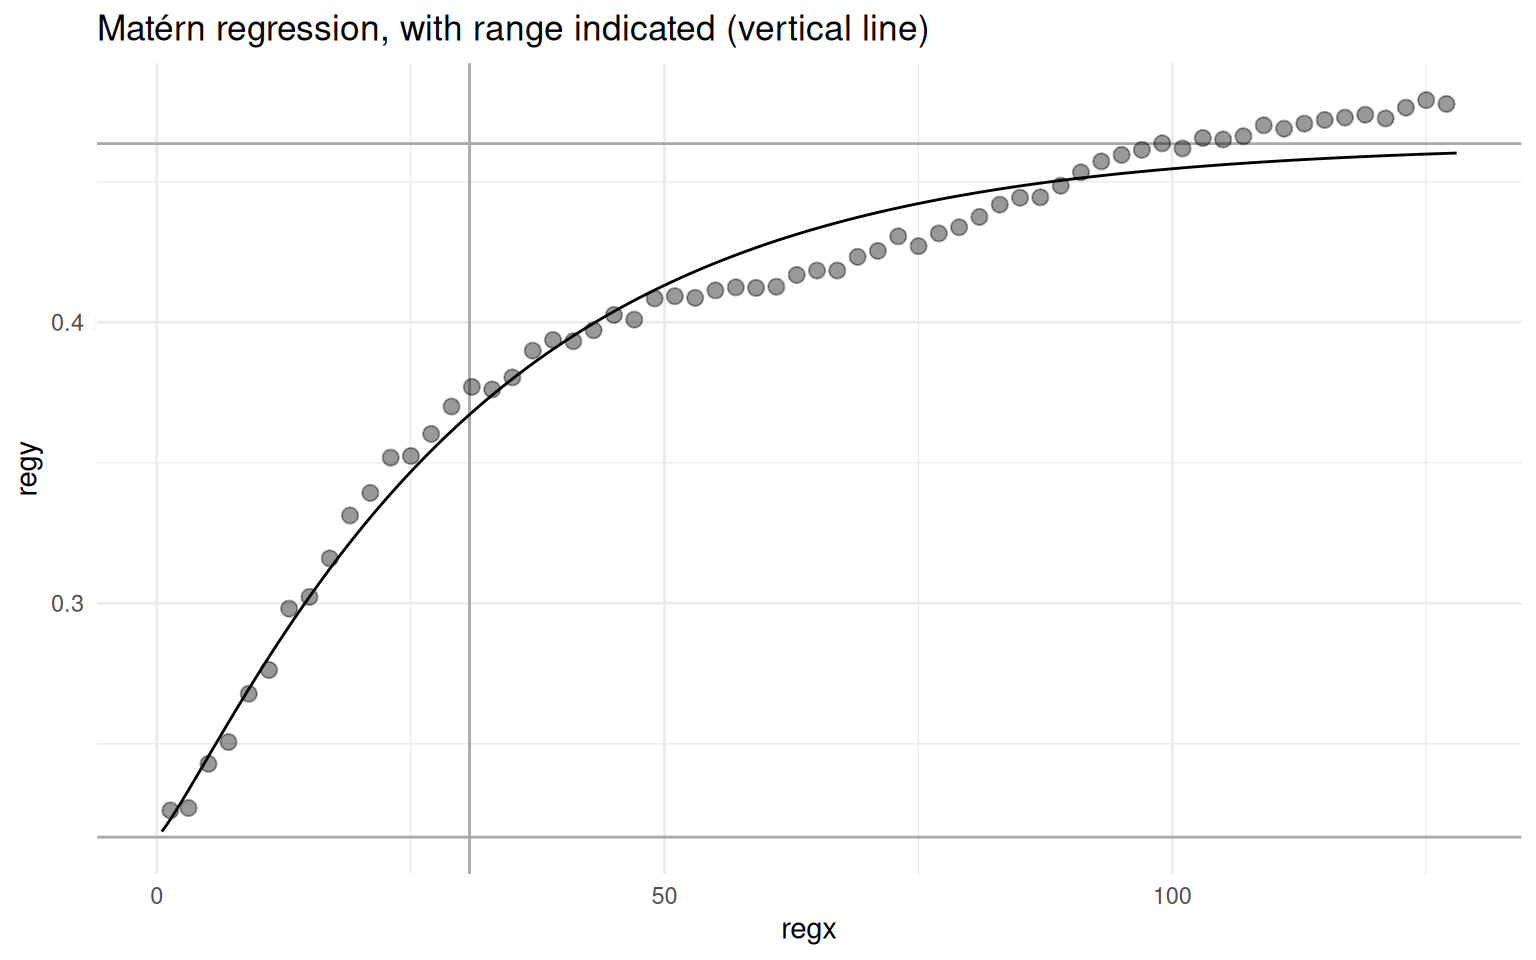 Matérn regression, with range indicated (vertical line)
regy
0.4
0.3
0
50
100
regx